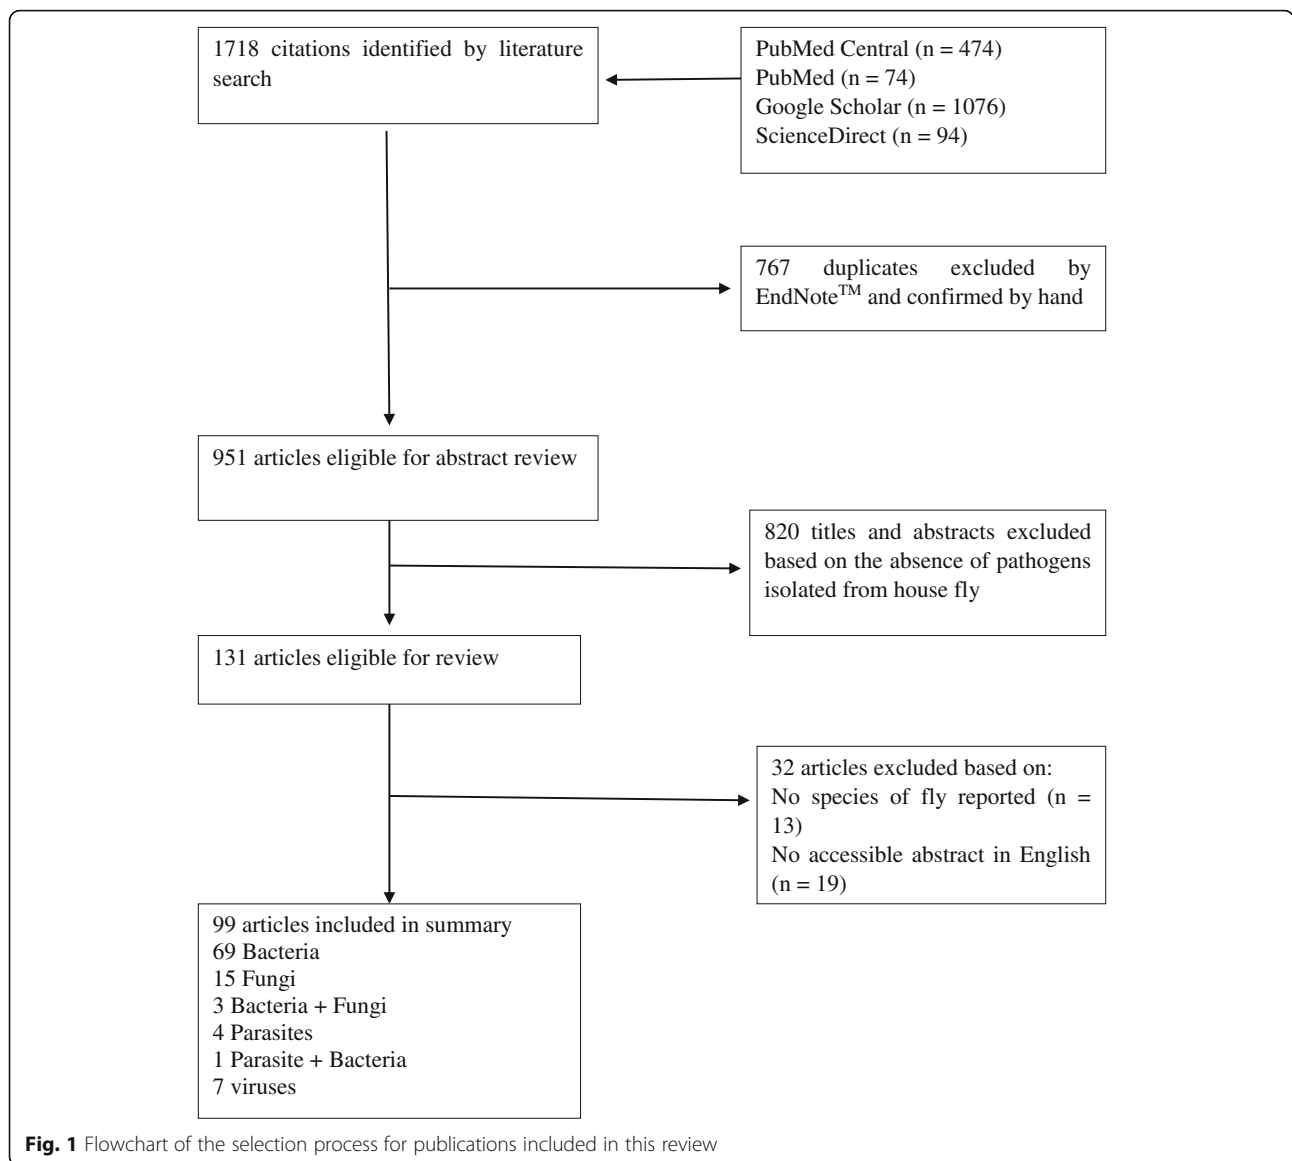 1718 citations identified by literature
search
PubMed Central (n = 474)
PubMed (n = 74)
Google Scholar (n = 1076)
ScienceDirect (n = 94)
767 duplicates excluded by
EndNote™ and confirmed by hand
951 articles eligible for abstract review
820 titles and abstracts excluded
based on the absence of pathogens
isolated from house fly
131 articles eligible for review
32 articles excluded based on:
No species of fly reported (n =
13)
No accessible abstract in English
(n = 19)
99 articles included in summary
69 Bacteria
15 Fungi
3 Bacteria + Fungi
4 Parasites
1 Parasite + Bacteria
7 viruses
Fig. 1 Flowchart of the selection process for publications included in this review